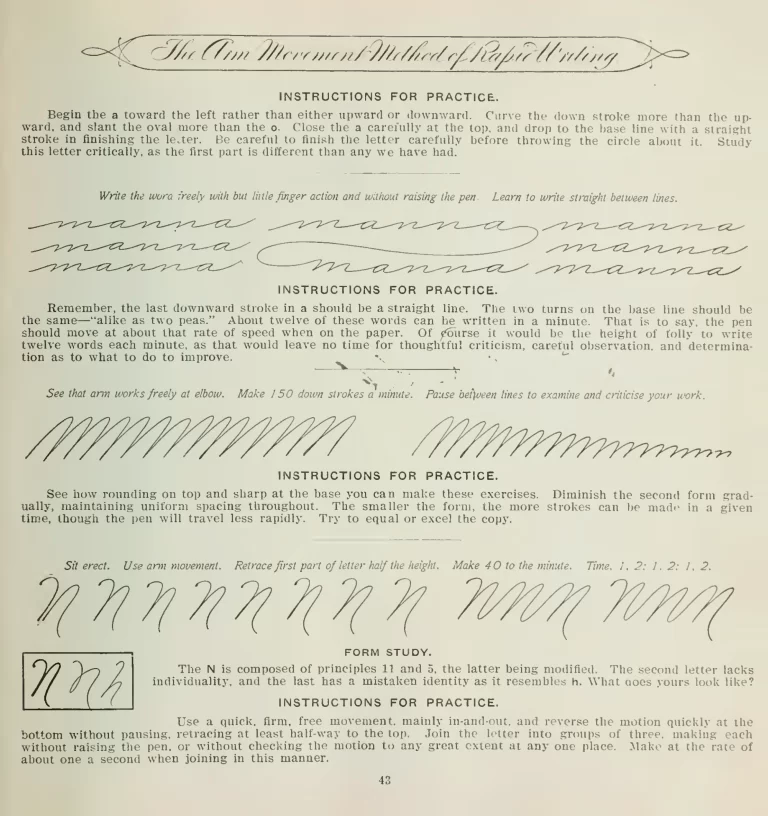 The Arm Movement Method of Rapid Writing
INSTRUCTIONS FOR PRACTICE.
Begin the a toward the left rather than either upward or downward. Curve the down stroke more than the up-
ward, and slant the oval more than the o. Close the a carefully at the top, and drop to the base line with a straight
stroke in finishing the letter. Be careful to finish the letter carefully before throwing the circle about it. Study
this letter critically, as the first part is different than any we have had.
Write the word freely with but little finger action and without raising the pen. Learn to write straight between lines.
manna manna manna
manna manna
manna manna manna
INSTRUCTIONS FOR PRACTICE.
Remember, the last downward stroke in a should be a straight line. The two turns on the base line should be
the same—"alike as two peas." About twelve of these words can be written in a minute. That is to say, the pen
should move at about that rate of speed when on the paper. Of course it would be the height of folly to write
twelve words each minute, as that would leave no time for thoughtful criticism, careful observation, and determina-
tion as to what to do to improve.
See that arm works freely at elbow. Make 150 down strokes a minute. Pause between lines to examine and criticise your work.
INSTRUCTIONS FOR PRACTICE.
See how rounding on top and sharp at the base you can make these exercises. Diminish the second form grad-
ually, maintaining uniform spacing throughout. The smaller the form, the more strokes can be made in a given
time, though the pen will travel less rapidly. Try to equal or excel the copy.
Sit erect. Use arm movement. Retrace first part of letter half the height. Make 40 to the minute. Time, 1, 2: 1, 2: 1, 2.
N N N N N N N N NNN NNN
FORM STUDY.
N N h
The N is composed of principles 11 and 5, the latter being modified. The second letter lacks
individuality, and the last has a mistaken identity as it resembles h. What does yours look like?
INSTRUCTIONS FOR PRACTICE.
Use a quick, firm, free movement, mainly in-and-out, and reverse the motion quickly at the
bottom without pausing, retracing at least half-way to the top. Join the letter into groups of three, making each
without raising the pen, or without checking the motion to any great extent at any one place. Make at the rate of
about one a second when joining in this manner.
43